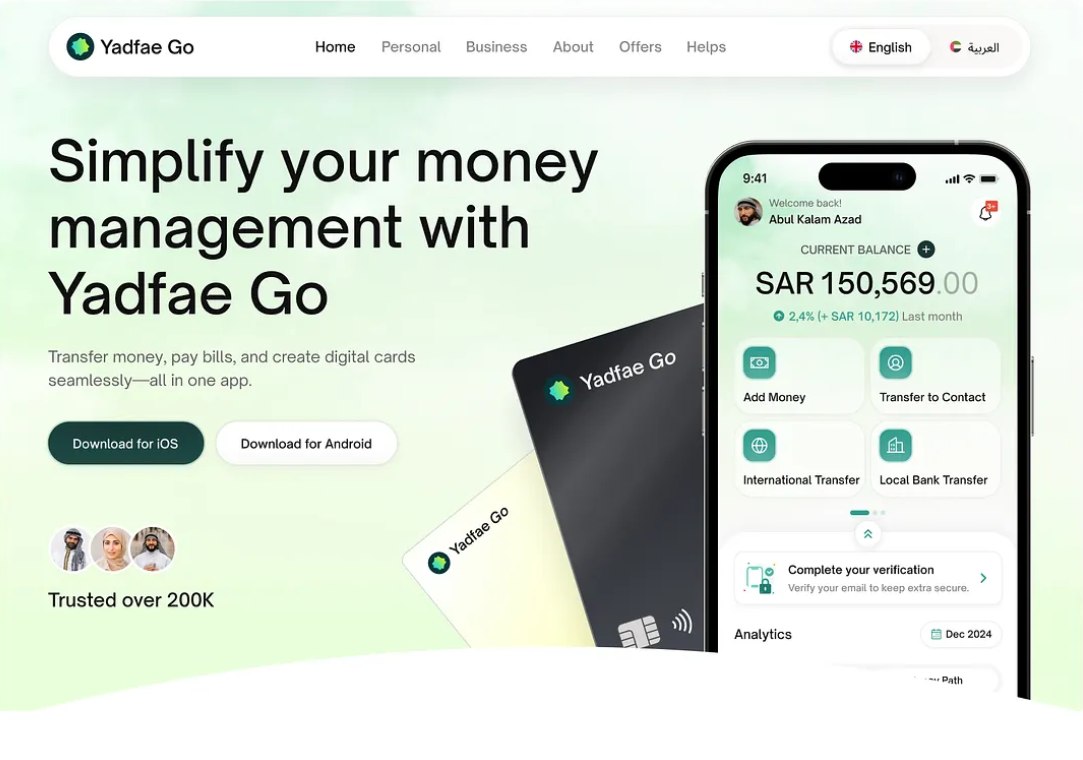 Yadfae Go
Home
Personal
Business
About
Offers
Helps
English
العربية
Simplify your money
management with
Yadfae Go
Transfer money, pay bills, and create digital cards
seamlessly—all in one app.
Download for iOS
Download for Android
Trusted over 200K
Yadfae Go
Yadfae Go
9:41
Welcome back!
Abul Kalam Azad
3+
CURRENT BALANCE
SAR 150,569.00
2,4% (+ SAR 10,172) Last month
Add Money
Transfer to Contact
International Transfer
Local Bank Transfer
Complete your verification
Verify your email to keep extra secure.
Analytics
Dec 2024
Path